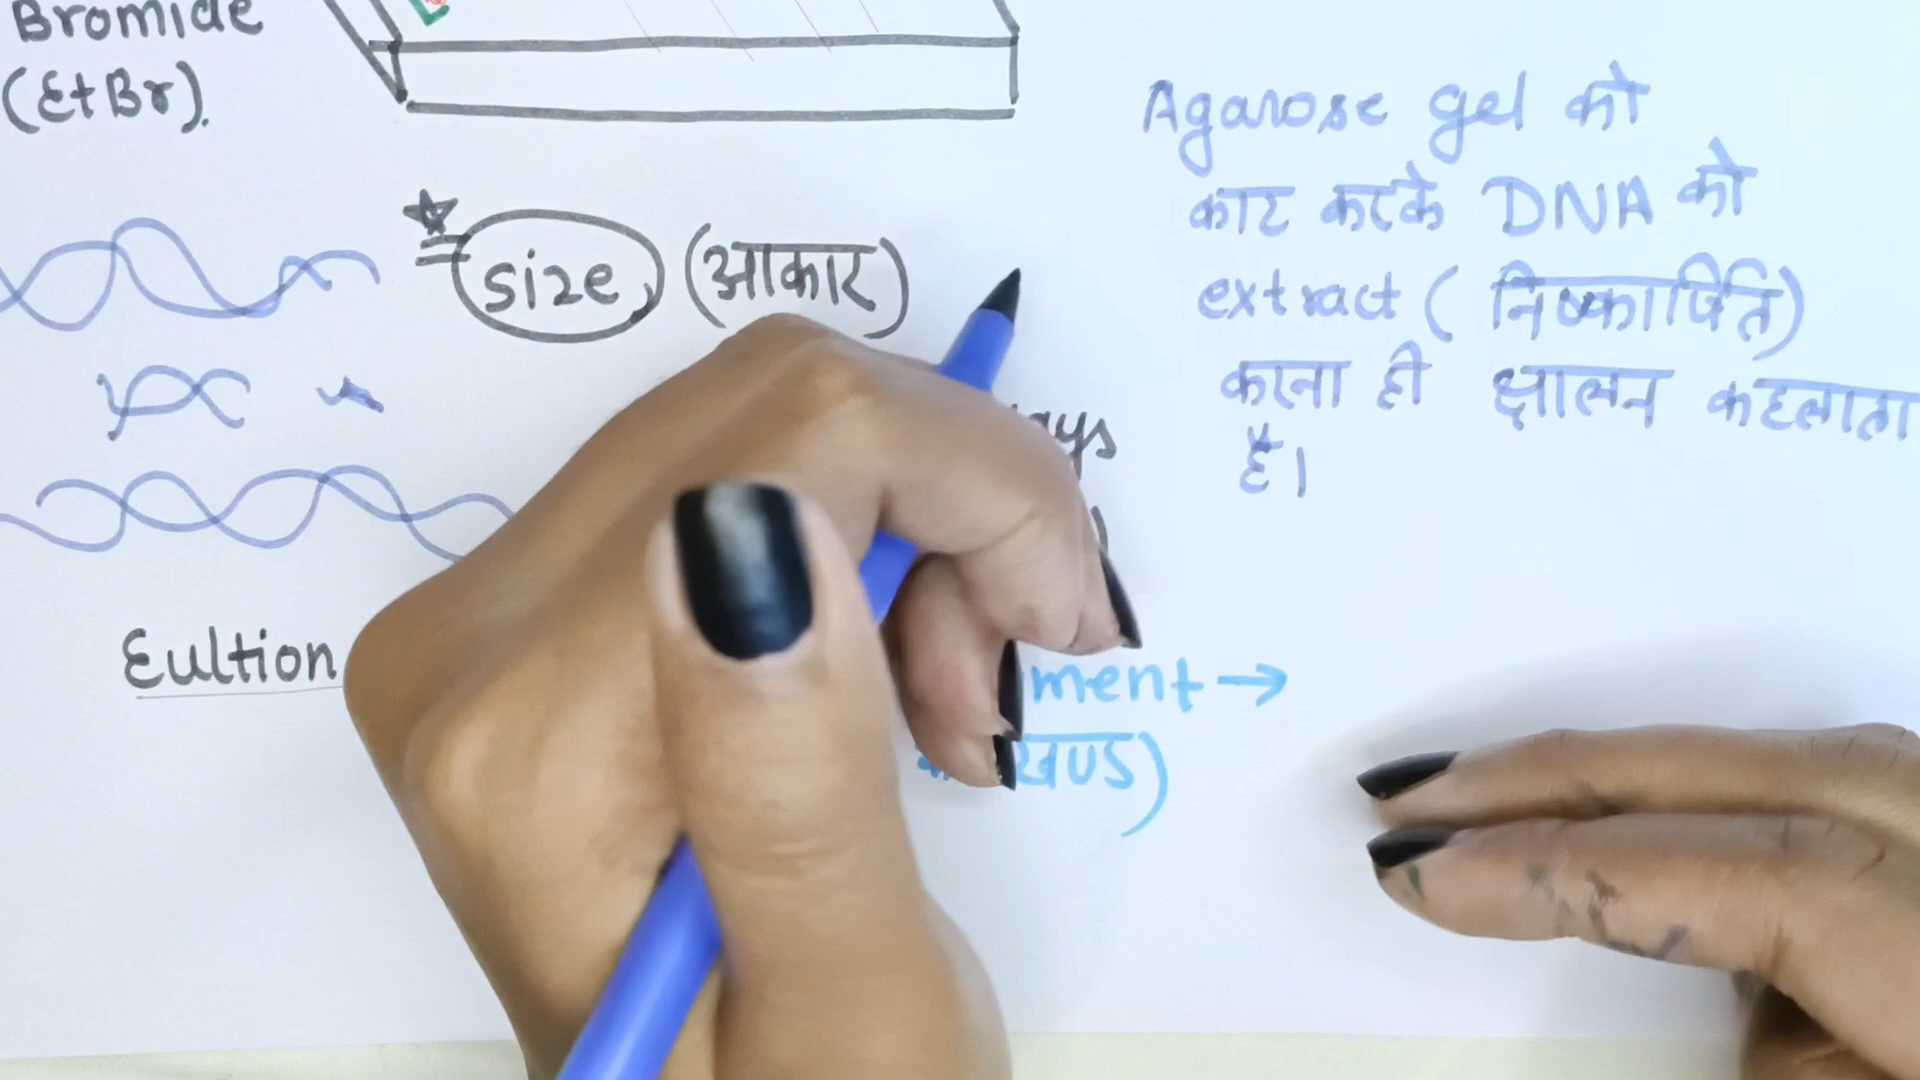 Bromide
(EtBr).
size (आकार)
Eultion
ment →
Agarose gel को
काट करके DNA को
extract (निष्कार्षित)
करना ही क्षालन कहलाता
है।